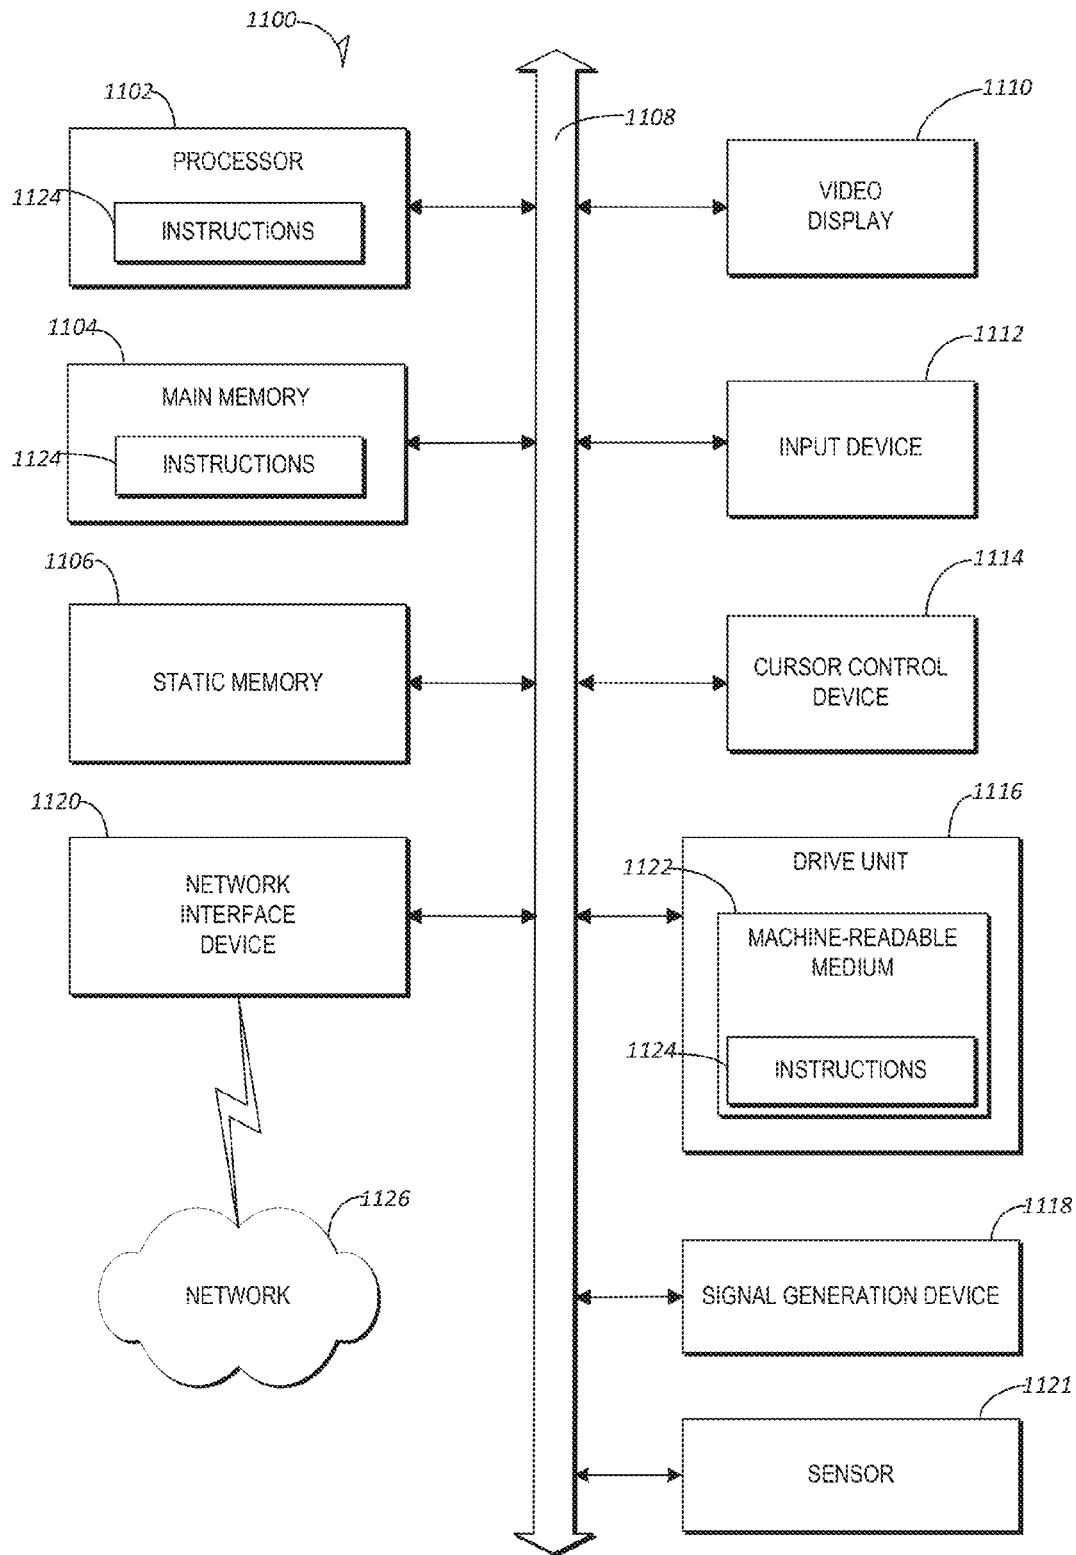 1100
1102
PROCESSOR
1124
INSTRUCTIONS
1104
MAIN MEMORY
1124
INSTRUCTIONS
1106
STATIC MEMORY
1120
NETWORK
INTERFACE
DEVICE
1126
NETWORK
1108
1110
VIDEO
DISPLAY
1112
INPUT DEVICE
1114
CURSOR CONTROL
DEVICE
1116
DRIVE UNIT
1122
MACHINE-READABLE
MEDIUM
1124
INSTRUCTIONS
1118
SIGNAL GENERATION DEVICE
1121
SENSOR